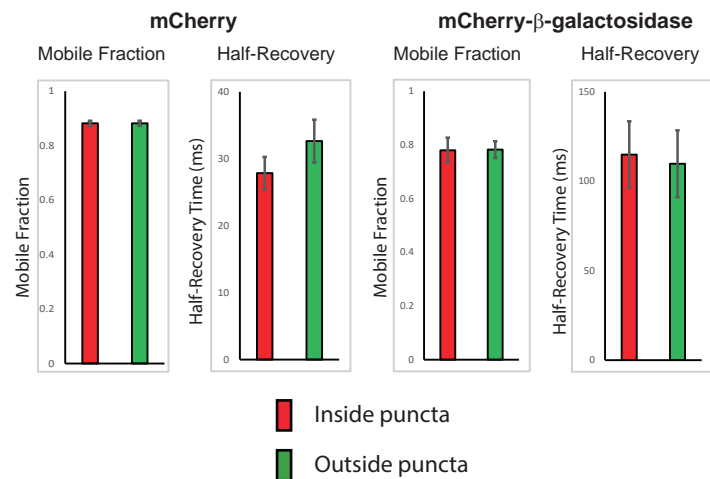 mCherry
mCherry-β-galactosidase
Mobile Fraction
Half-Recovery
Mobile Fraction
Half-Recovery
Mobile Fraction
1
0.8
0.6
0.4
0.2
0
Half-Recovery Time (ms)
40
30
20
10
0
Mobile Fraction
1
0.8
0.6
0.4
0.2
0
Half-Recovery Time (ms)
150
100
50
0
Inside puncta
Outside puncta